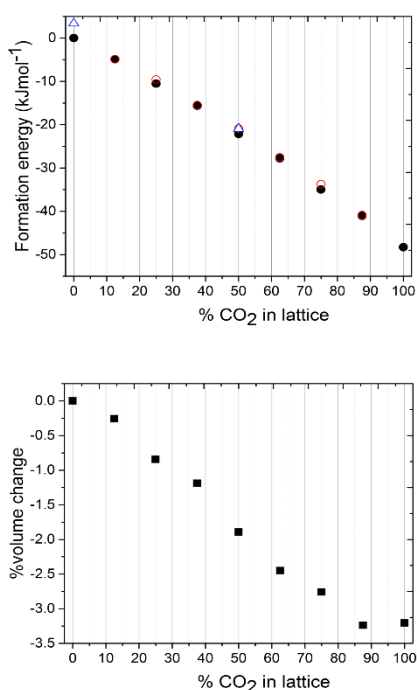 Formation energy (kJmol⁻¹)
0
-10
-20
-30
-40
-50
0 10 20 30 40 50 60 70 80 90 100
% CO₂ in lattice
%volume change
0.0
-0.5
-1.0
-1.5
-2.0
-2.5
-3.0
-3.5
0 10 20 30 40 50 60 70 80 90 100
% CO₂ in lattice